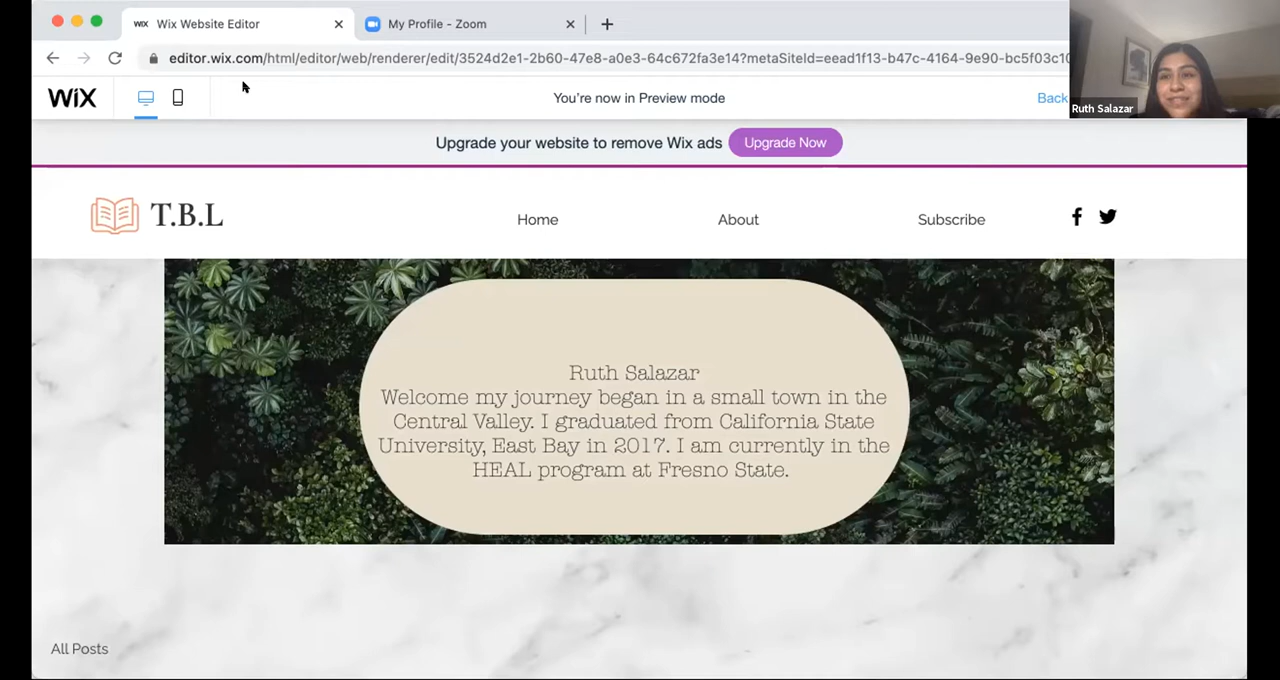 WiX Wix Website Editor
My Profile - Zoom
editor.wix.com/html/editor/web/renderer/edit/3524d2e1-2b60-47e8-a0e3-64c672fa3e14?metaSiteId=eead1f13-b47c-4164-9e90-bc5f03c10
WiX
You're now in Preview mode
Back
Ruth Salazar
Upgrade your website to remove Wix ads Upgrade Now
T.B.L
Home
About
Subscribe
Ruth Salazar
Welcome my journey began in a small town in the
Central Valley. I graduated from California State
University, East Bay in 2017. I am currently in the
HEAL program at Fresno State.
All Posts